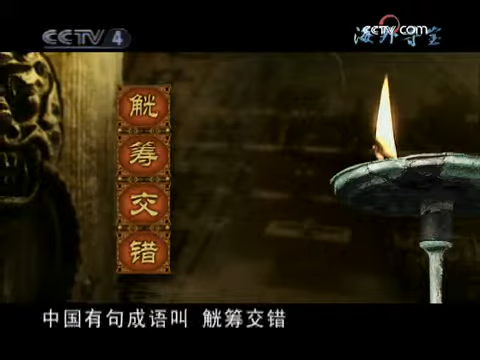 CCTV 4
CCTV.com
海外寻宝
觥
筹
交
错
中国有句成语叫 觥筹交错